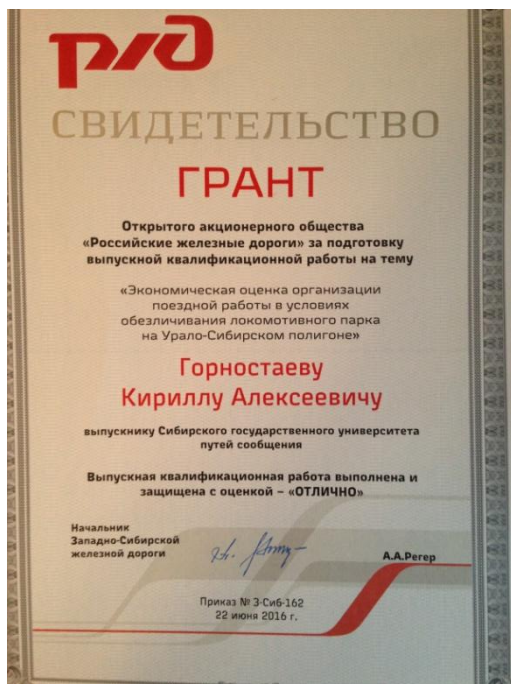 РЖД
СВИДЕТЕЛЬСТВО
ГРАНТ
Открытого акционерного общества
«Российские железные дороги» за подготовку
выпускной квалификационной работы на тему
«Экономическая оценка организации
поездной работы в условиях
обезличивания локомотивного парка
на Урало-Сибирском полигоне»
Горностаеву
Кириллу Алексеевичу
выпускнику Сибирского государственного университета
путей сообщения
Выпускная квалификационная работа выполнена и
защищена с оценкой – «ОТЛИЧНО»
Начальник
Западно-Сибирской
железной дороги
А.А.Регер
Приказ № З-Сиб-162
22 июня 2016 г.